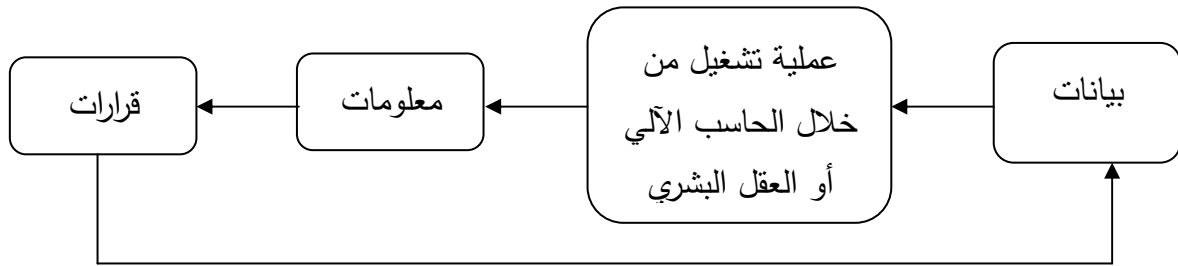 بيانات
عملية تشغيل من
خلال الحاسب الآلي
أو العقل البشري
معلومات
قرارات